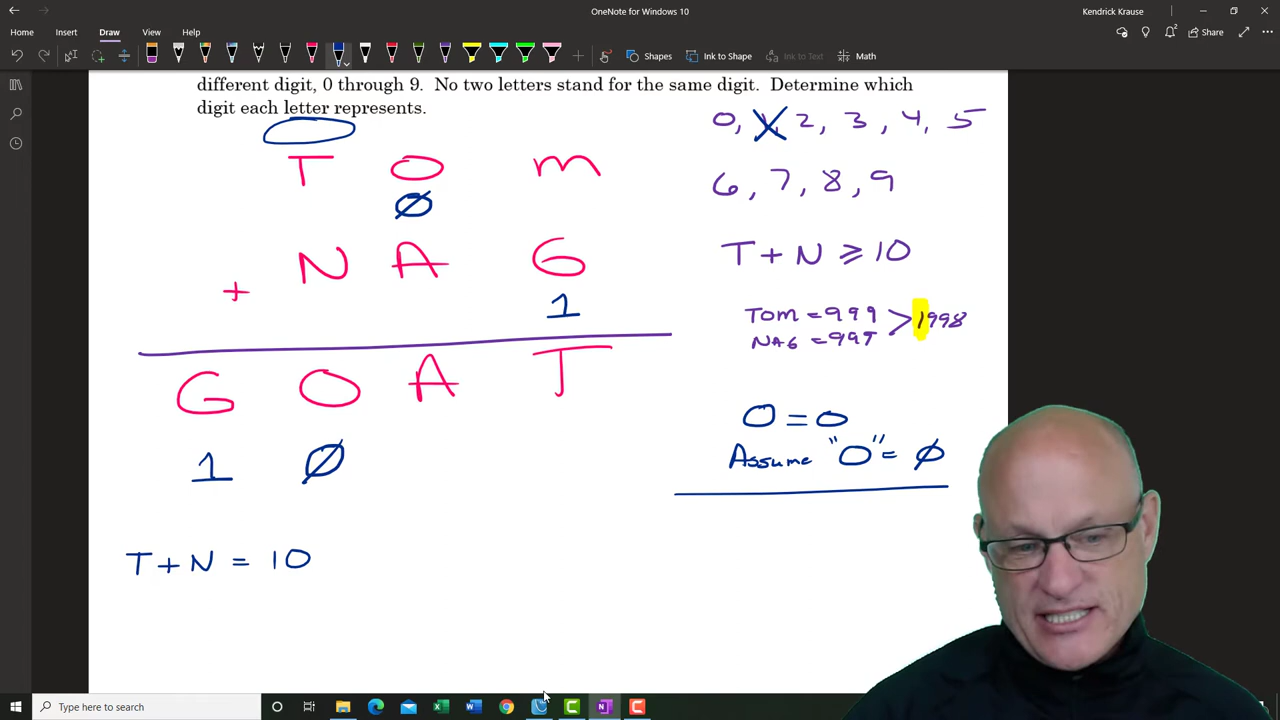 OneNote for Windows 10
Kendrick Krause
Home Insert Draw View Help
Share
Shapes Ink to Shape Ink to Text Math
different digit, 0 through 9. No two letters stand for the same digit. Determine which
digit each letter represents.
T O m
Ø
+ N A G
1
G O A T
1 Ø
T + N = 10
0, 1, 2, 3, 4, 5
6, 7, 8, 9
T + N ≥ 10
TOM = 999 > 1998
NAG = 999
O = 0
Assume "O" = Ø
Type here to search